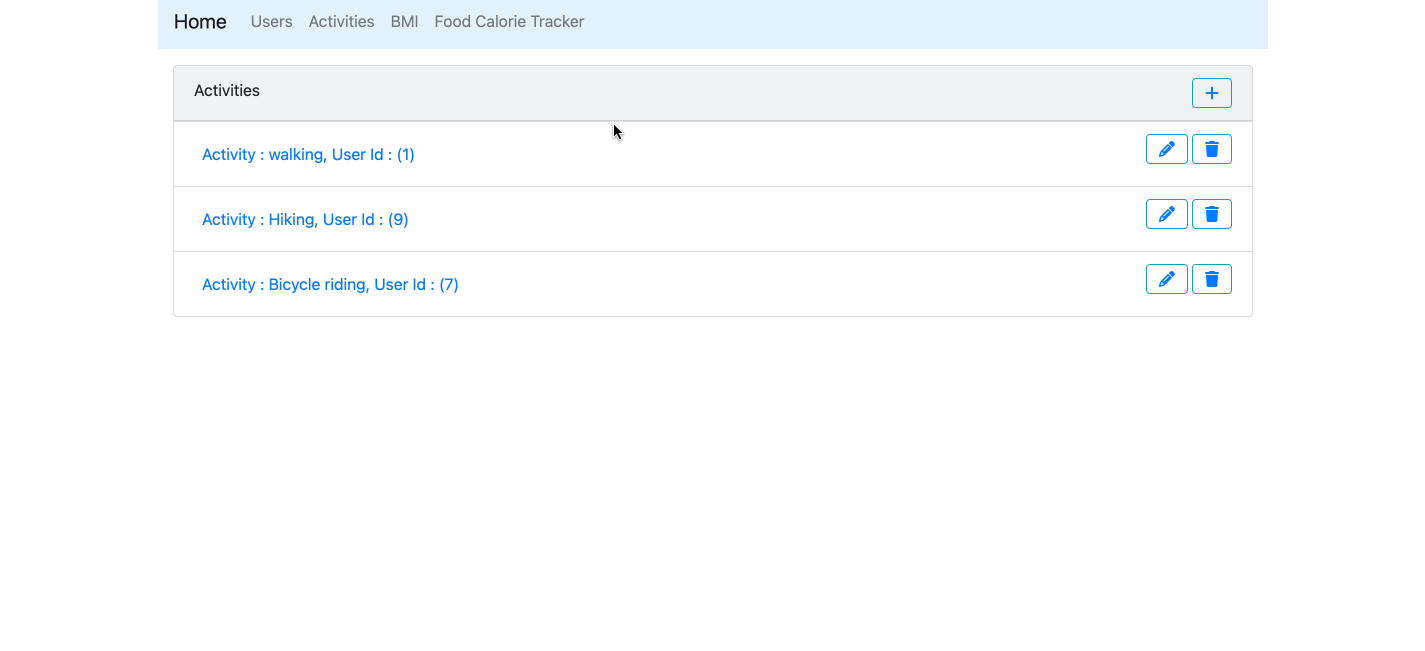 Home Users Activities BMI Food Calorie Tracker
Activities
Activity : walking, User Id : (1)
Activity : Hiking, User Id : (9)
Activity : Bicycle riding, User Id : (7)